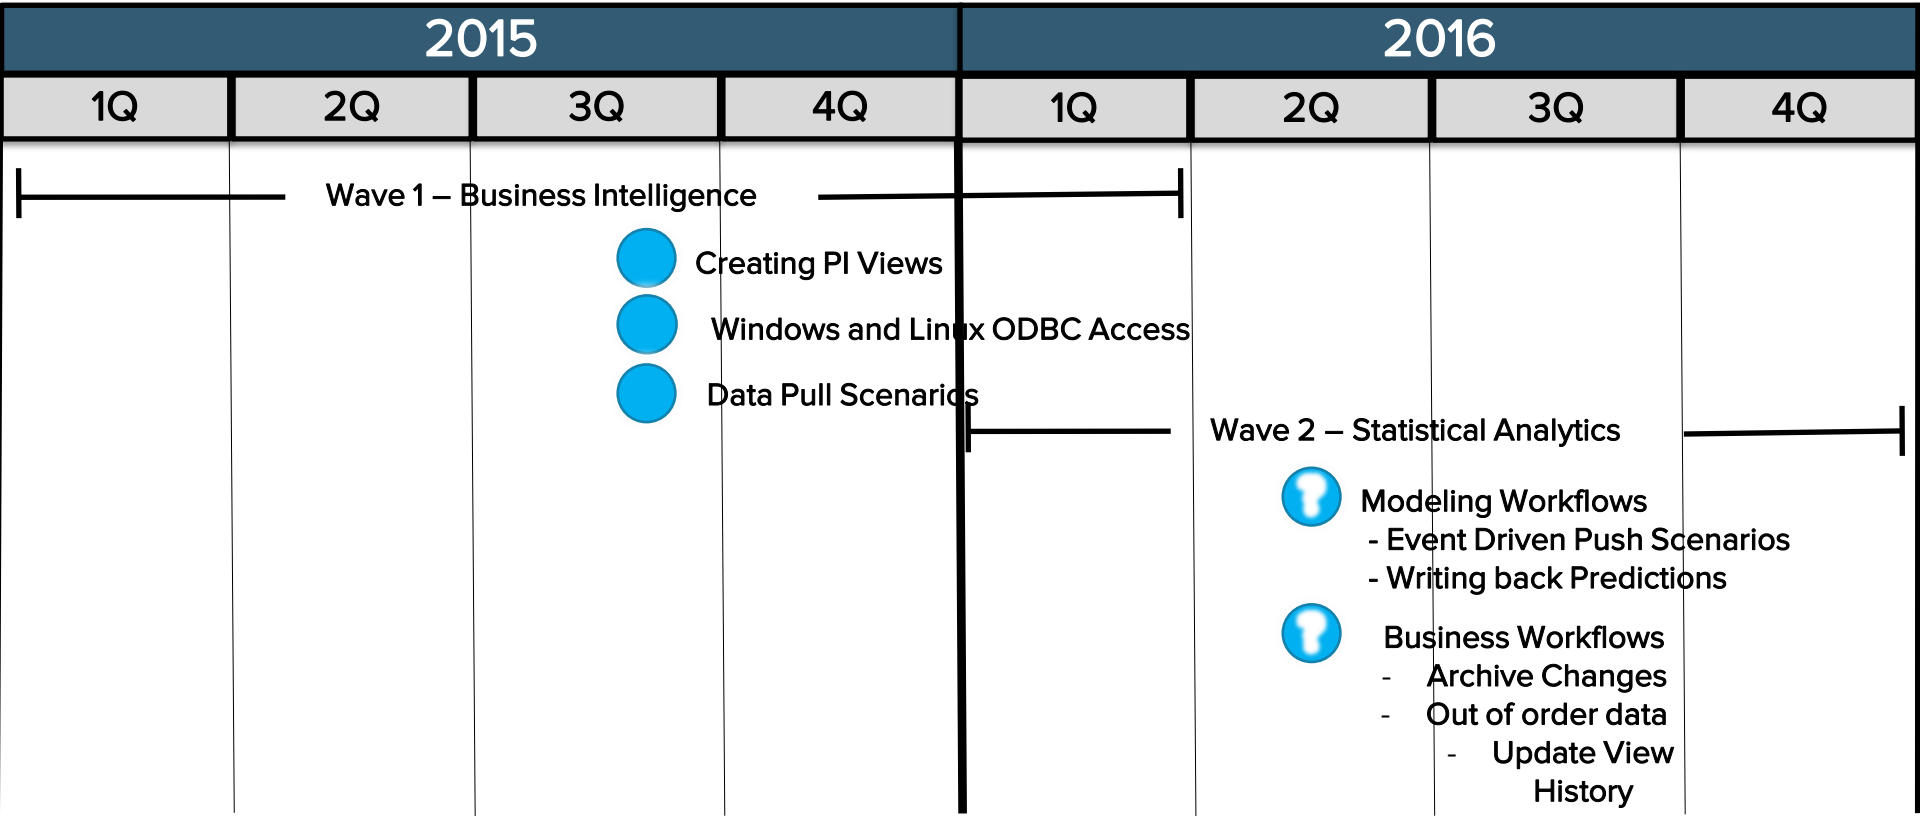 2015
2016
1Q
2Q
3Q
4Q
1Q
2Q
3Q
4Q
Wave 1 – Business Intelligence
Creating PI Views
Windows and Linux ODBC Access
Data Pull Scenarios
Wave 2 – Statistical Analytics
?
Modeling Workflows
- Event Driven Push Scenarios
- Writing back Predictions
?
Business Workflows
- Archive Changes
- Out of order data
- Update View
History